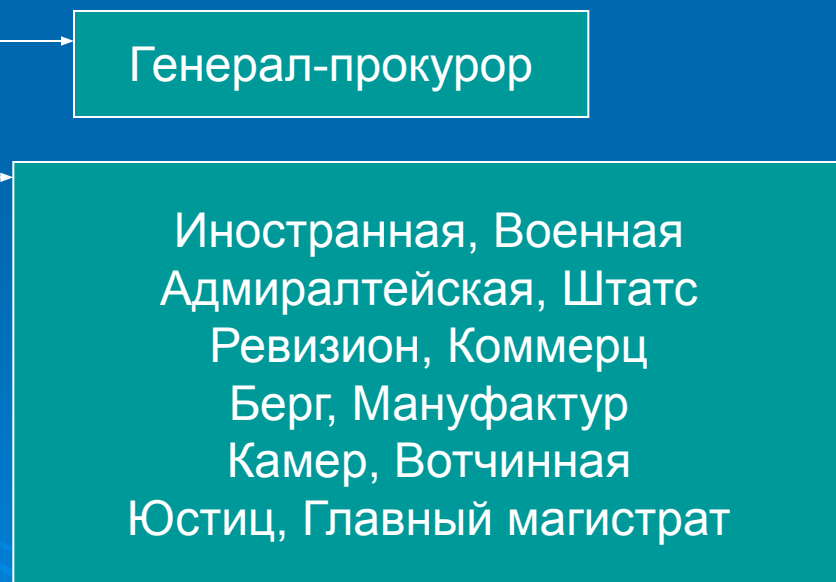 Генерал-прокурор
Иностранная, Военная
Адмиралтейская, Штатс
Ревизион, Коммерц
Берг, Мануфактур
Камер, Вотчинная
Юстиц, Главный магистрат